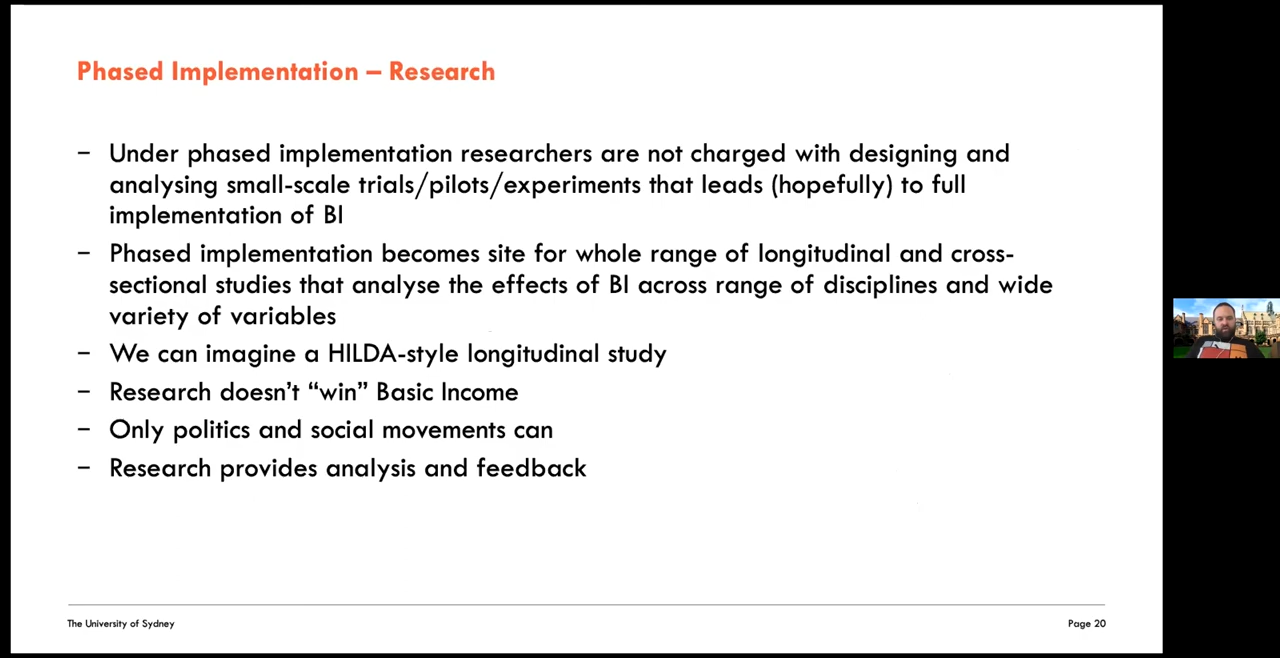 Phased Implementation – Research
– Under phased implementation researchers are not charged with designing and
analysing small-scale trials/pilots/experiments that leads (hopefully) to full
implementation of BI
– Phased implementation becomes site for whole range of longitudinal and cross-
sectional studies that analyse the effects of BI across range of disciplines and wide
variety of variables
– We can imagine a HILDA-style longitudinal study
– Research doesn’t “win” Basic Income
– Only politics and social movements can
– Research provides analysis and feedback
The University of Sydney
Page 20